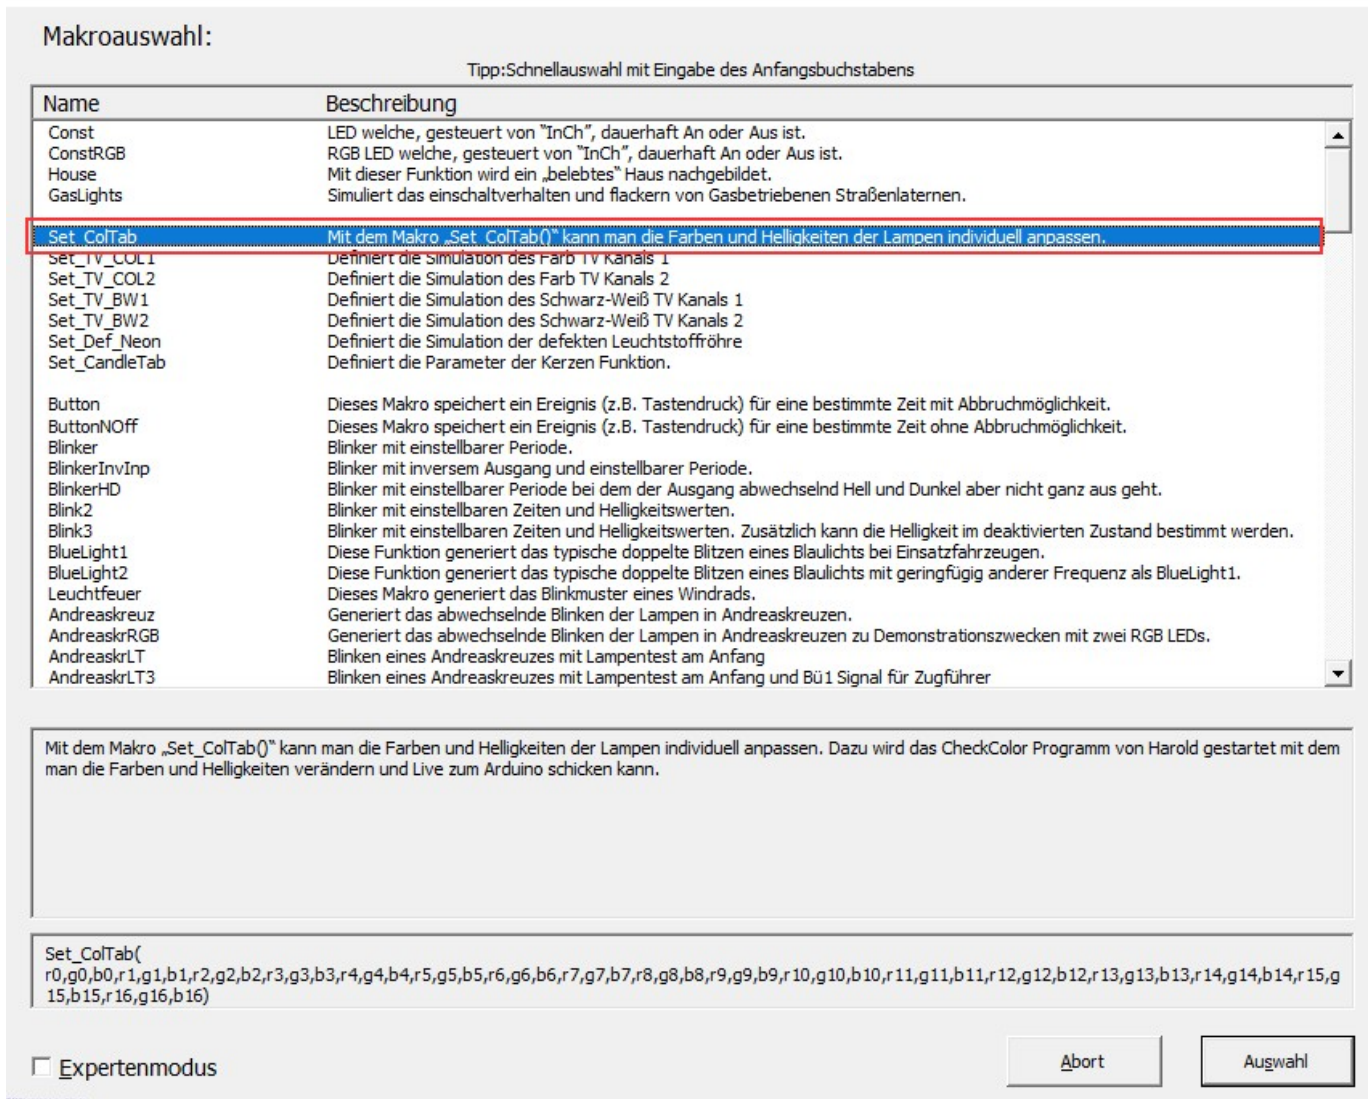 Makroauswahl:
Tipp:Schnellauswahl mit Eingabe des Anfangsbuchstabens
Name Beschreibung
Const LED welche, gesteuert von "InCh", dauerhaft An oder Aus ist.
ConstRGB RGB LED welche, gesteuert von "InCh", dauerhaft An oder Aus ist.
House Mit dieser Funktion wird ein „belebtes“ Haus nachgebildet.
GasLights Simuliert das einschaltverhalten und flackern von Gasbetriebenen Straßenlaternen.
Set_ColTab Mit dem Makro „Set_ColTab()“ kann man die Farben und Helligkeiten der Lampen individuell anpassen.
Set_TV_COL1 Definiert die Simulation des Farb TV Kanals 1
Set_TV_COL2 Definiert die Simulation des Farb TV Kanals 2
Set_TV_BW1 Definiert die Simulation des Schwarz-Weiß TV Kanals 1
Set_TV_BW2 Definiert die Simulation des Schwarz-Weiß TV Kanals 2
Set_Def_Neon Definiert die Simulation der defekten Leuchtstoffröhre
Set_CandleTab Definiert die Parameter der Kerzen Funktion.
Button Dieses Makro speichert ein Ereignis (z.B. Tastendruck) für eine bestimmte Zeit mit Abbruchmöglichkeit.
ButtonNOff Dieses Makro speichert ein Ereignis (z.B. Tastendruck) für eine bestimmte Zeit ohne Abbruchmöglichkeit.
Blinker Blinker mit einstellbarer Periode.
BlinkerInvInp Blinker mit inversem Ausgang und einstellbarer Periode.
BlinkerHD Blinker mit einstellbarer Periode bei dem der Ausgang abwechselnd Hell und Dunkel aber nicht ganz aus geht.
Blink2 Blinker mit einstellbaren Zeiten und Helligkeitswerten.
Blink3 Blinker mit einstellbaren Zeiten und Helligkeitswerten. Zusätzlich kann die Helligkeit im deaktivierten Zustand bestimmt werden.
BlueLight1 Diese Funktion generiert das typische doppelte Blitzen eines Blaulichts bei Einsatzfahrzeugen.
BlueLight2 Diese Funktion generiert das typische doppelte Blitzen eines Blaulichts mit geringfügig anderer Frequenz als BlueLight1.
Leuchtfeuer Dieses Makro generiert das Blinkmuster eines Windrads.
Andreaskreuz Generiert das abwechselnde Blinken der Lampen in Andreaskreuzen.
AndreaskrRGB Generiert das abwechselnde Blinken der Lampen in Andreaskreuzen zu Demonstrationszwecken mit zwei RGB LEDs.
AndreaskrLT Blinken eines Andreaskreuzes mit Lampentest am Anfang
AndreaskrLT3 Blinken eines Andreaskreuzes mit Lampentest am Anfang und Bü1 Signal für Zugführer
Mit dem Makro „Set_ColTab()“ kann man die Farben und Helligkeiten der Lampen individuell anpassen. Dazu wird das CheckColor Programm von Harold gestartet mit dem
man die Farben und Helligkeiten verändern und Live zum Arduino schicken kann.
Set_ColTab(
r0,g0,b0,r1,g1,b1,r2,g2,b2,r3,g3,b3,r4,g4,b4,r5,g5,b5,r6,g6,b6,r7,g7,b7,r8,g8,b8,r9,g9,b9,r10,g10,b10,r11,g11,b11,r12,g12,b12,r13,g13,b13,r14,g14,b14,r15,g
15,b15,r16,g16,b16)
Expertenmodus Abort Auswahl